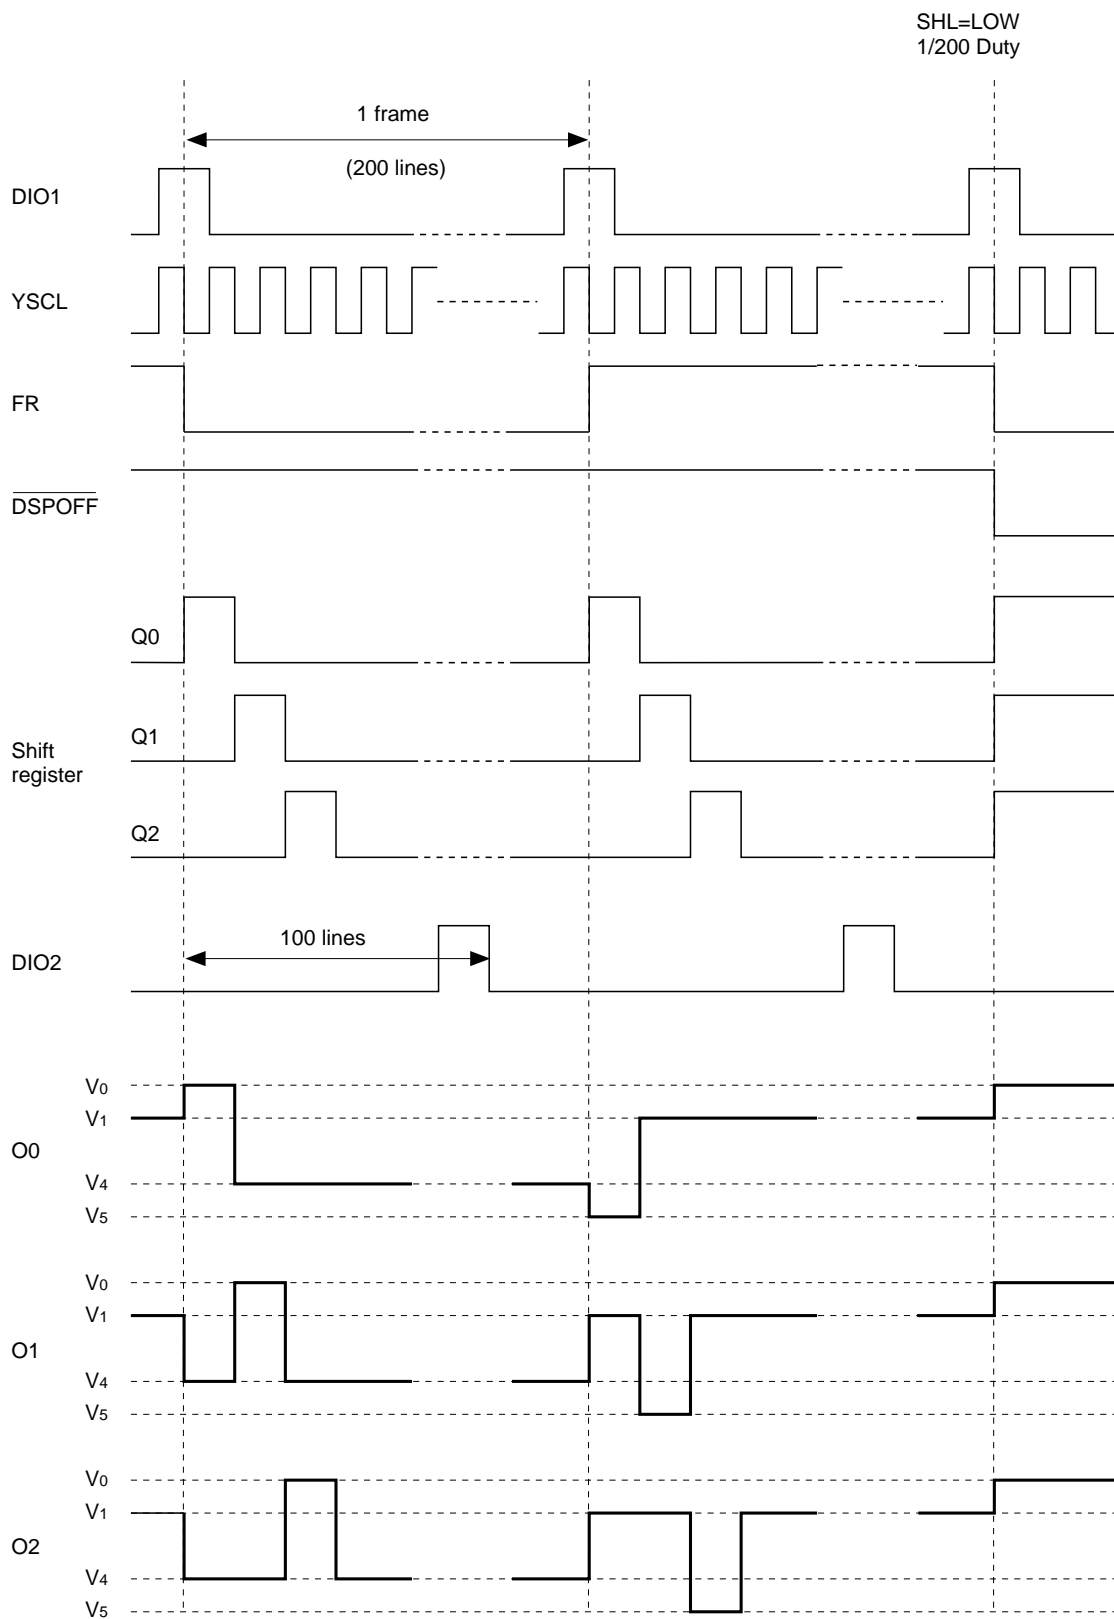 SHL=LOW
1/200 Duty
1 frame
(200 lines)
DIO1
YSCL
FR
DSPOFF
Q0
Q1
Shift
register
Q2
100 lines
DIO2
V0
V1
O0
V4
V5
V0
V1
O1
V4
V5
V0
V1
O2
V4
V5